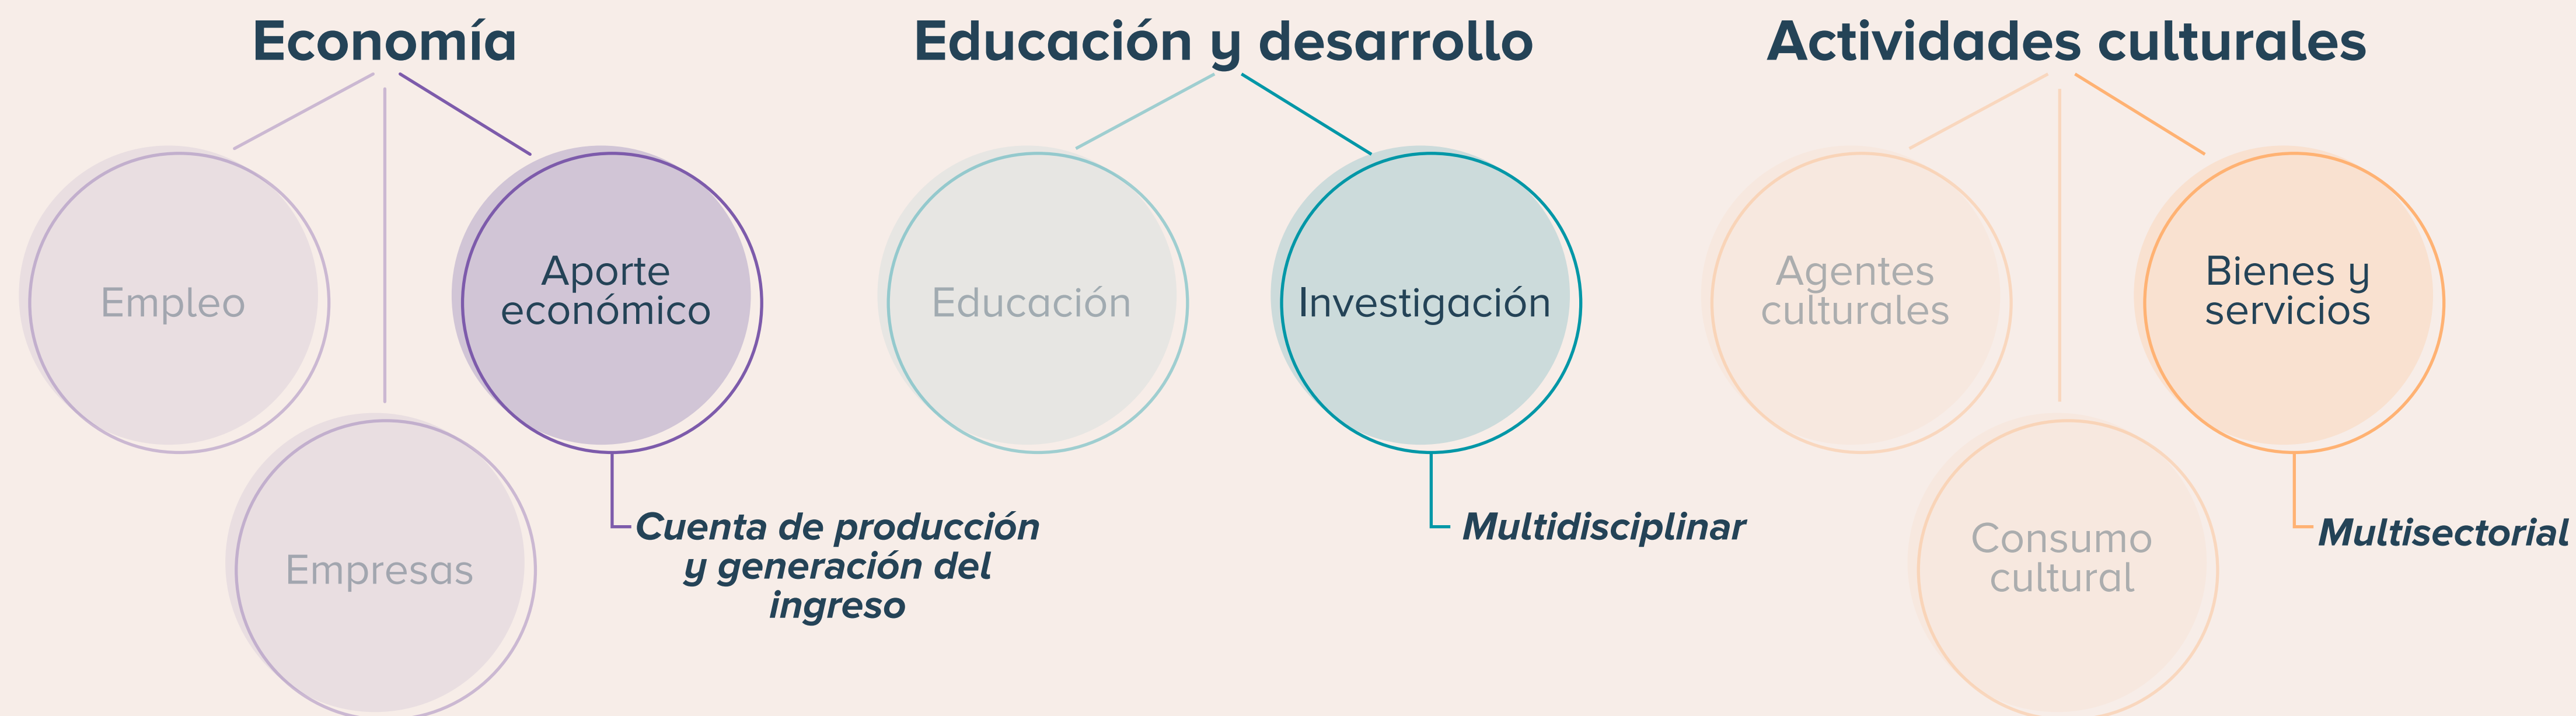 Economía
Empleo
Aporte
económico
Empresas
Cuenta de producción
y generación del
ingreso
Educación y desarrollo
Educación
Investigación
Multidisciplinar
Actividades culturales
Agentes
culturales
Bienes y
servicios
Consumo
cultural
Multisectorial